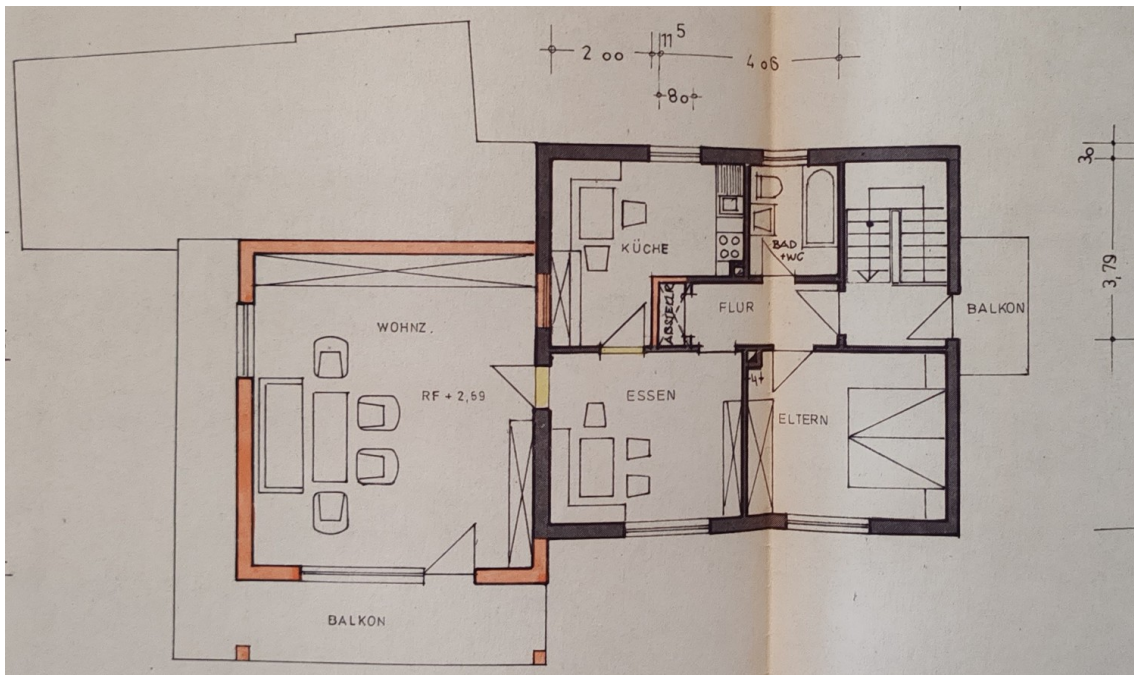 2 00
11 5
4 06
80
30
3,79
KÜCHE
BAD
+WC
ABSTELLR
FLUR
BALKON
WOHNZ.
RF + 2,69
ESSEN
ELTERN
BALKON